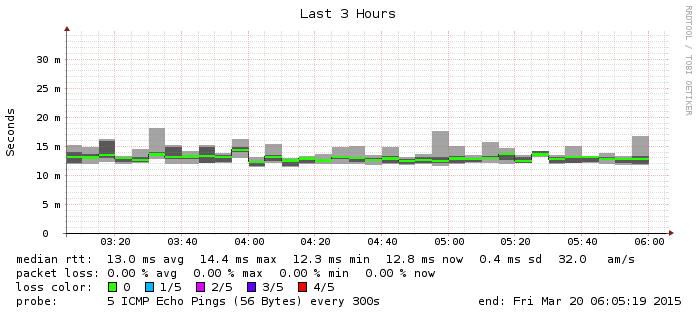 Last 3 Hours
RRDTOOL / TOBI OETIKER
Seconds
30 m
25 m
20 m
15 m
10 m
5 m
0
03:20 03:40 04:00 04:20 04:40 05:00 05:20 05:40 06:00
median rtt: 13.0 ms avg 14.4 ms max 12.3 ms min 12.8 ms now 0.4 ms sd 32.0 am/s
packet loss: 0.00 % avg 0.00 % max 0.00 % min 0.00 % now
loss color: 0 1/5 2/5 3/5 4/5
probe: 5 ICMP Echo Pings (56 Bytes) every 300s end: Fri Mar 20 06:05:19 2015